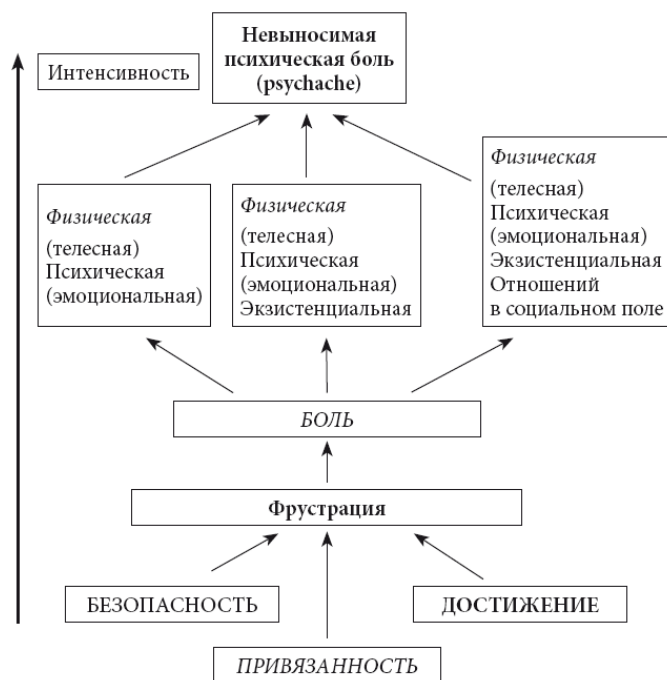 Невыносимая
психическая боль
(psychache)
Интенсивность
Физическая
(телесная)
Психическая
(эмоциональная)
Физическая
(телесная)
Психическая
(эмоциональная)
Экзистенциальная
Физическая
(телесная)
Психическая
(эмоциональная)
Экзистенциальная
Отношений
в социальном поле
БОЛЬ
Фрустрация
БЕЗОПАСНОСТЬ
ДОСТИЖЕНИЕ
ПРИВЯЗАННОСТЬ